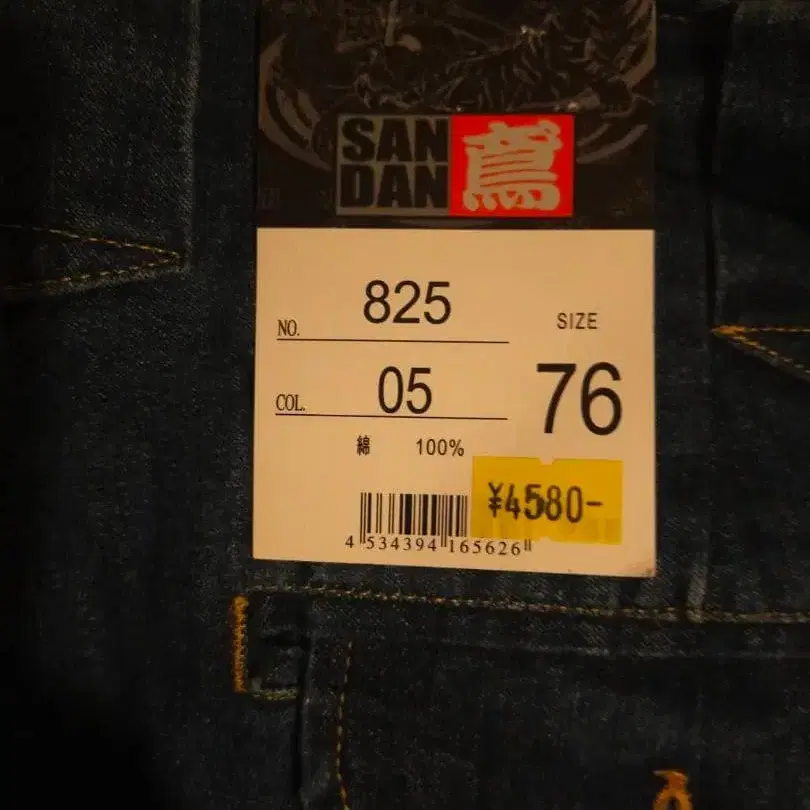 SAN
DAN
鳶
NO. 825
SIZE
COL. 05
76
綿 100%
¥4580-
4 534394 165626